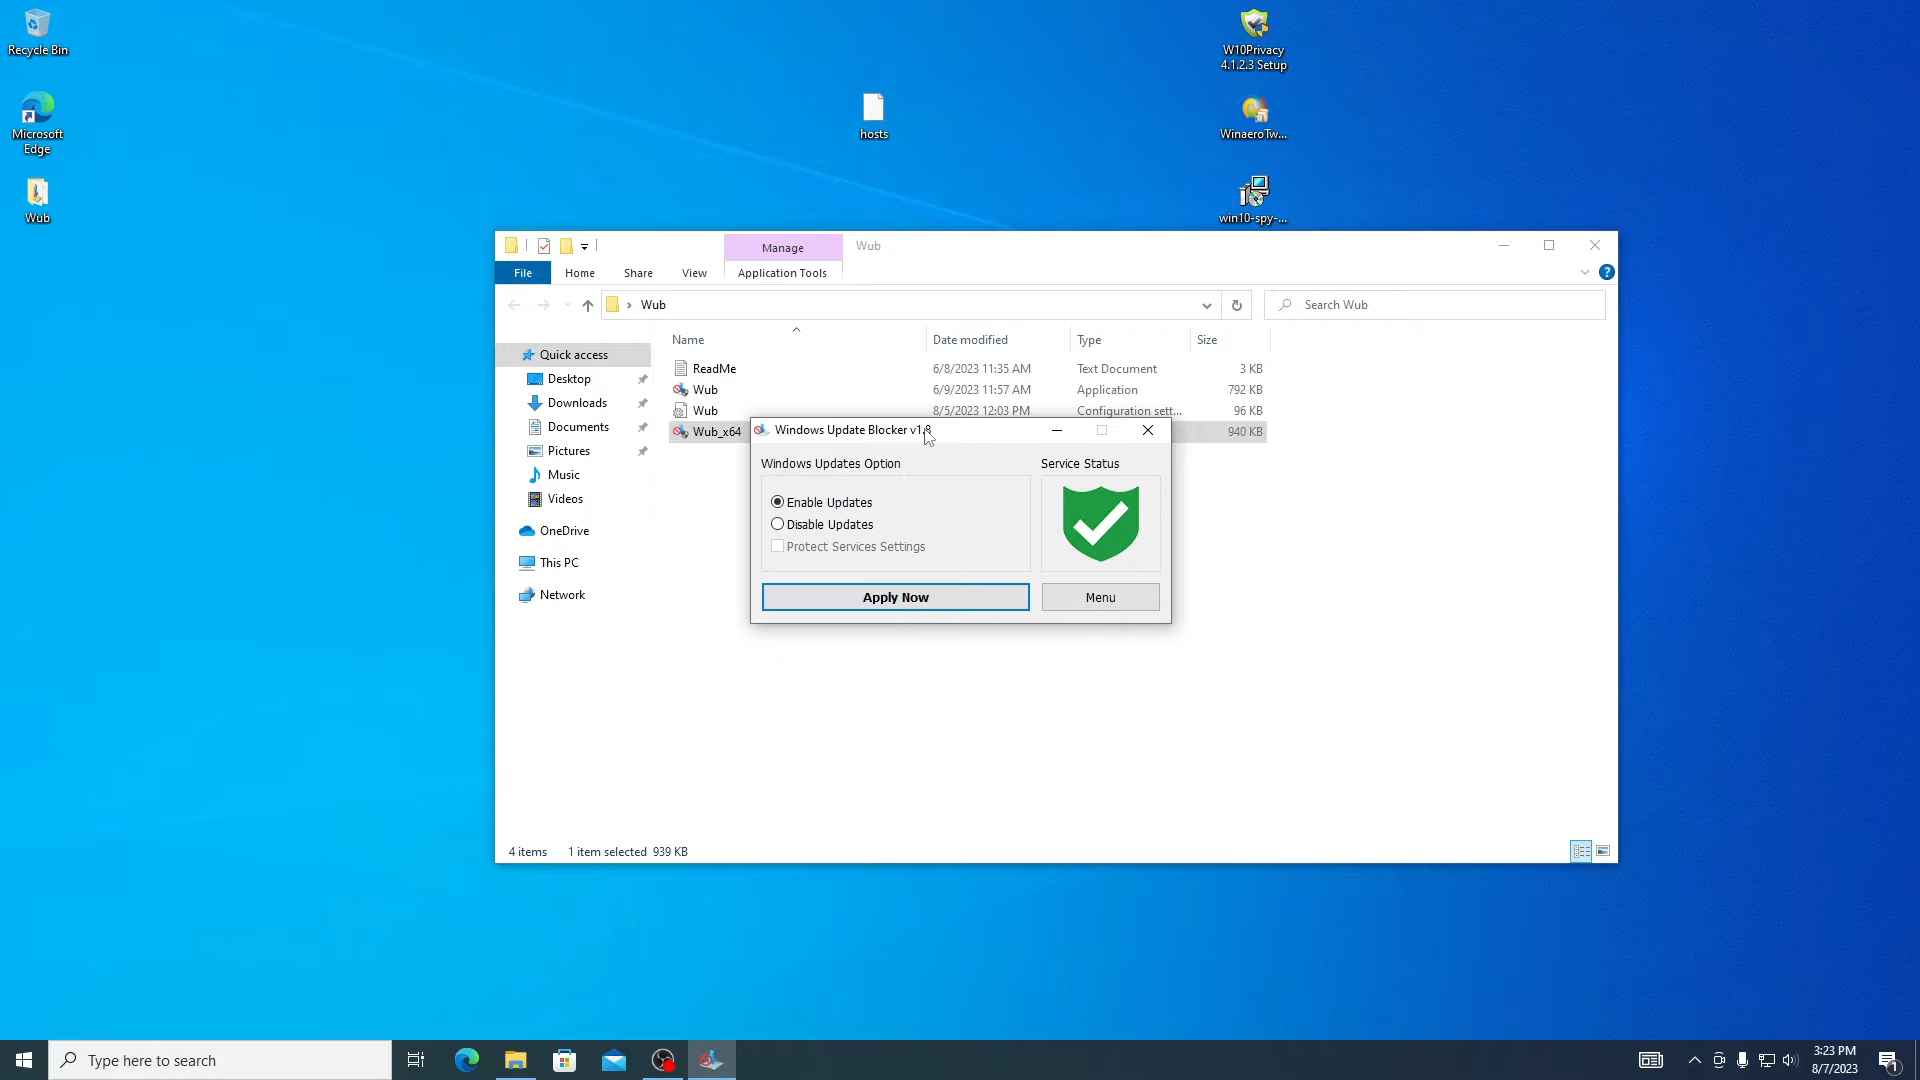 Recycle Bin
Microsoft
Edge
Wub
hosts
W10Privacy
4.1.2.3 Setup
WinaeroTw...
win10-spy-...
Manage
Wub
File
Home
Share
View
Application Tools
?
Wub
Search Wub
Quick access
Desktop
Downloads
Documents
Pictures
Music
Videos
OneDrive
This PC
Network
Name
Date modified
Type
Size
ReadMe 6/8/2023 11:35 AM Text Document 3 KB
Wub 6/9/2023 11:57 AM Application 792 KB
Wub 8/5/2023 12:03 PM Configuration sett... 96 KB
Wub_x64 940 KB
Windows Update Blocker v1.8
Windows Updates Option
Service Status
Enable Updates
Disable Updates
Protect Services Settings
Apply Now
Menu
4 items 1 item selected 939 KB
Type here to search
3:23 PM
8/7/2023
1